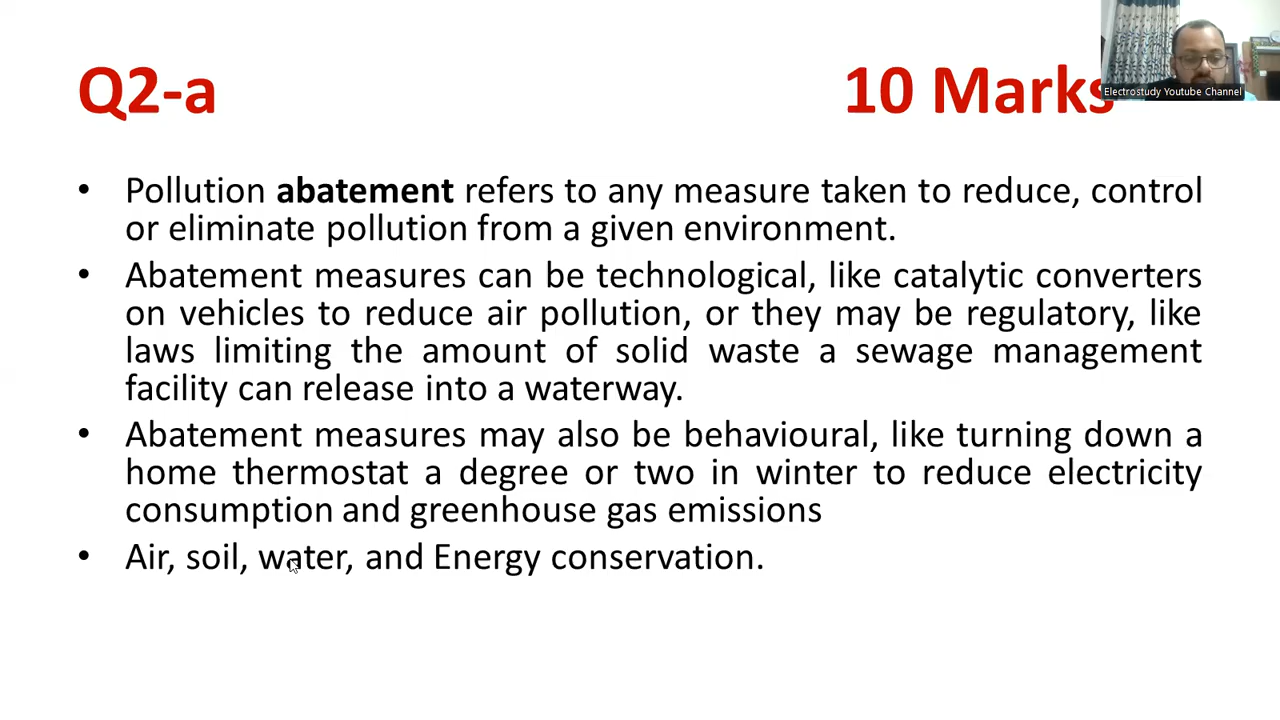 Q2-a
10 Marks
Electrostudy Youtube Channel
• Pollution abatement refers to any measure taken to reduce, control
or eliminate pollution from a given environment.
• Abatement measures can be technological, like catalytic converters
on vehicles to reduce air pollution, or they may be regulatory, like
laws limiting the amount of solid waste a sewage management
facility can release into a waterway.
• Abatement measures may also be behavioural, like turning down a
home thermostat a degree or two in winter to reduce electricity
consumption and greenhouse gas emissions
• Air, soil, water, and Energy conservation.